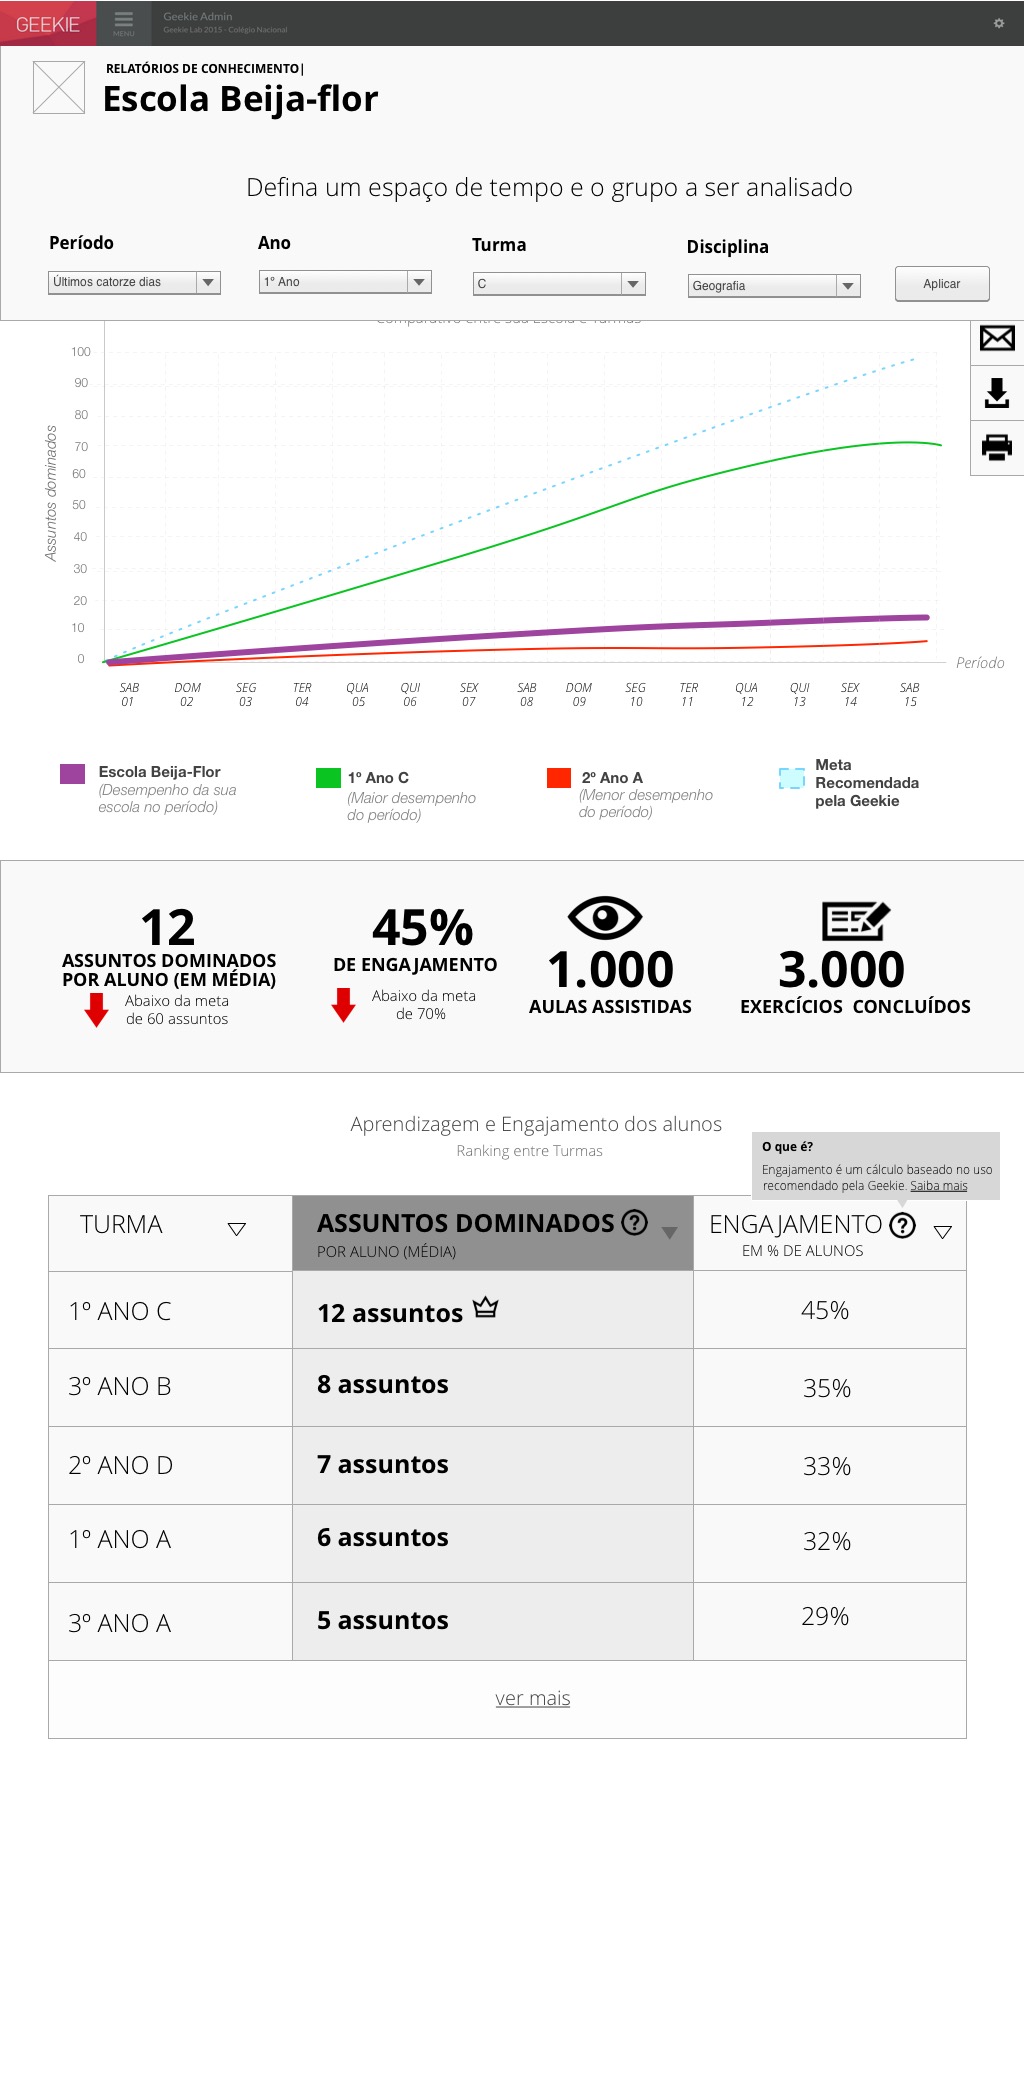 GEEKIE
MENU
Geekie Admin
Geekie Lab 2015 - Colégio Nacional
RELATÓRIOS DE CONHECIMENTO|
Escola Beija-flor
Defina um espaço de tempo e o grupo a ser analisado
Período
Ano
Turma
Disciplina
Últimos catorze dias
1º Ano
C
Geografia
Aplicar
Comparativo entre sua Escola e Turmas
Assuntos dominados
100
90
80
70
60
50
40
30
20
10
0
Período
SAB DOM SEG TER QUA QUI SEX SAB DOM SEG TER QUA QUI SEX SAB
01 02 03 04 05 06 07 08 09 10 11 12 13 14 15
Escola Beija-Flor
(Desempenho da sua
escola no período)
1º Ano C
(Maior desempenho
do período)
2º Ano A
(Menor desempenho
do período)
Meta
Recomendada
pela Geekie
12
ASSUNTOS DOMINADOS
POR ALUNO (EM MÉDIA)
Abaixo da meta
de 60 assuntos
45%
DE ENGAJAMENTO
Abaixo da meta
de 70%
1.000
AULAS ASSISTIDAS
3.000
EXERCÍCIOS CONCLUÍDOS
Aprendizagem e Engajamento dos alunos
Ranking entre Turmas
O que é?
Engajamento é um cálculo baseado no uso
recomendado pela Geekie. Saiba mais
TURMA
ASSUNTOS DOMINADOS ?
POR ALUNO (MÉDIA)
ENGAJAMENTO ?
EM % DE ALUNOS
1º ANO C 12 assuntos 45%
3º ANO B 8 assuntos 35%
2º ANO D 7 assuntos 33%
1º ANO A 6 assuntos 32%
3º ANO A 5 assuntos 29%
ver mais